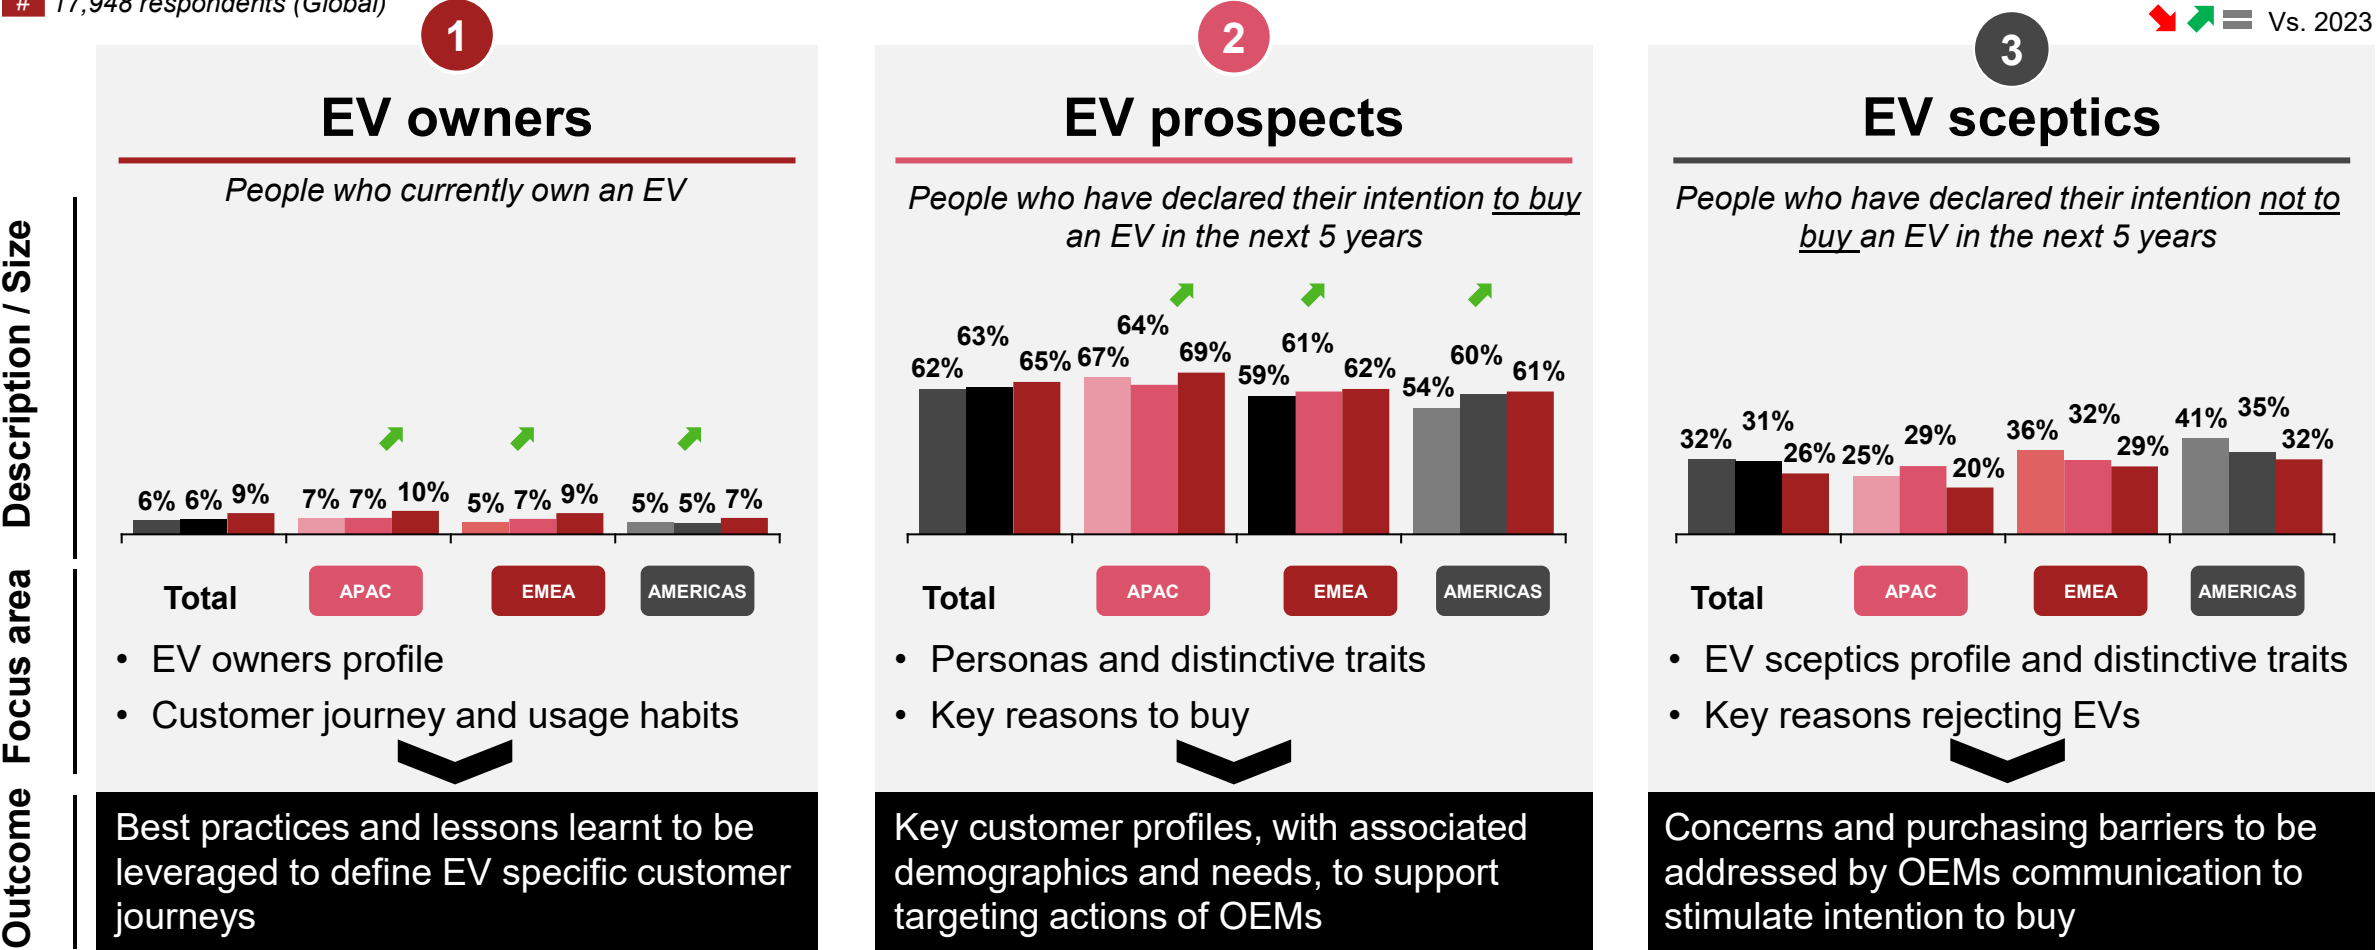 # 17,948 respondents (Global)
Vs. 2023
Description / Size
Focus area
Outcome
1
EV owners
People who currently own an EV
6% 6% 9% 7% 7% 10% 5% 7% 9% 5% 5% 7%
Total APAC EMEA AMERICAS
• EV owners profile
• Customer journey and usage habits
Best practices and lessons learnt to be
leveraged to define EV specific customer
journeys
2
EV prospects
People who have declared their intention to buy
an EV in the next 5 years
62% 63% 65% 67% 64% 69% 59% 61% 62% 54% 60% 61%
Total APAC EMEA AMERICAS
• Personas and distinctive traits
• Key reasons to buy
Key customer profiles, with associated
demographics and needs, to support
targeting actions of OEMs
3
EV sceptics
People who have declared their intention not to
buy an EV in the next 5 years
32% 31% 26% 25% 29% 20% 36% 32% 29% 41% 35% 32%
Total APAC EMEA AMERICAS
• EV sceptics profile and distinctive traits
• Key reasons rejecting EVs
Concerns and purchasing barriers to be
addressed by OEMs communication to
stimulate intention to buy